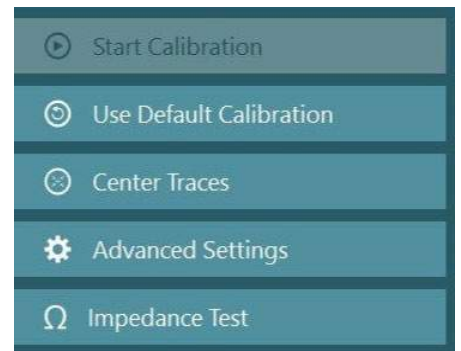 Start Calibration
Use Default Calibration
Center Traces
Advanced Settings
Ω Impedance Test